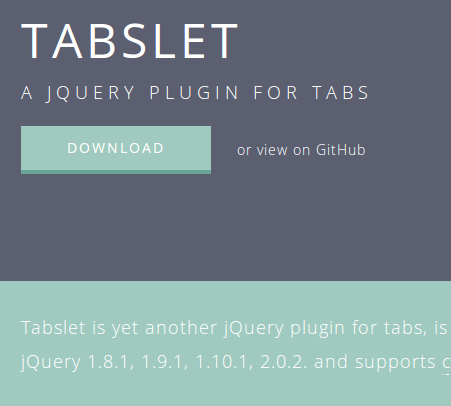 TABSLET
A JQUERY PLUGIN FOR TABS
DOWNLOAD or view on GitHub
Tabslet is yet another jQuery plugin for tabs, is
jQuery 1.8.1, 1.9.1, 1.10.1, 2.0.2. and supports